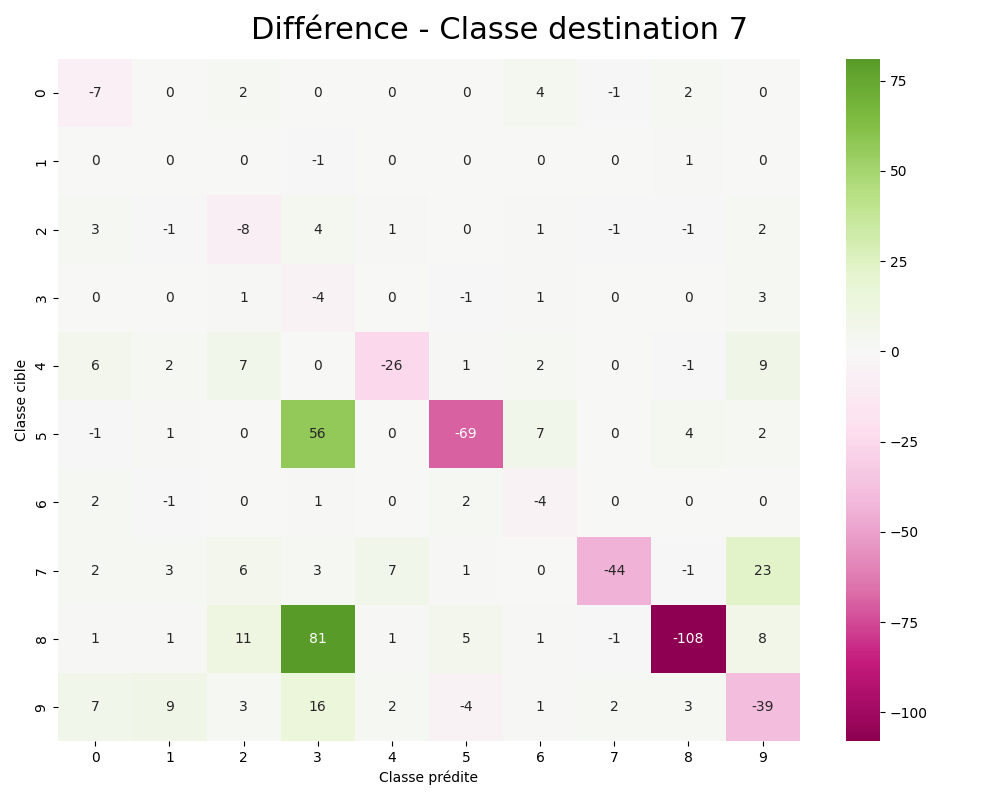 Différence - Classe destination 7
0 -7 0 2 0 0 0 4 -1 2 0
1 0 0 0 -1 0 0 0 0 1 0
2 3 -1 -8 4 1 0 1 -1 -1 2
3 0 0 1 -4 0 -1 1 0 0 3
4 6 2 7 0 -26 1 2 0 -1 9
5 -1 1 0 56 0 -69 7 0 4 2
6 2 -1 0 1 0 2 -4 0 0 0
7 2 3 6 3 7 1 0 -44 -1 23
8 1 1 11 81 1 5 1 -1 -108 8
9 7 9 3 16 2 -4 1 2 3 -39
0 1 2 3 4 5 6 7 8 9
Classe prédite
Classe cible
75
50
25
0
−25
−50
−75
−100